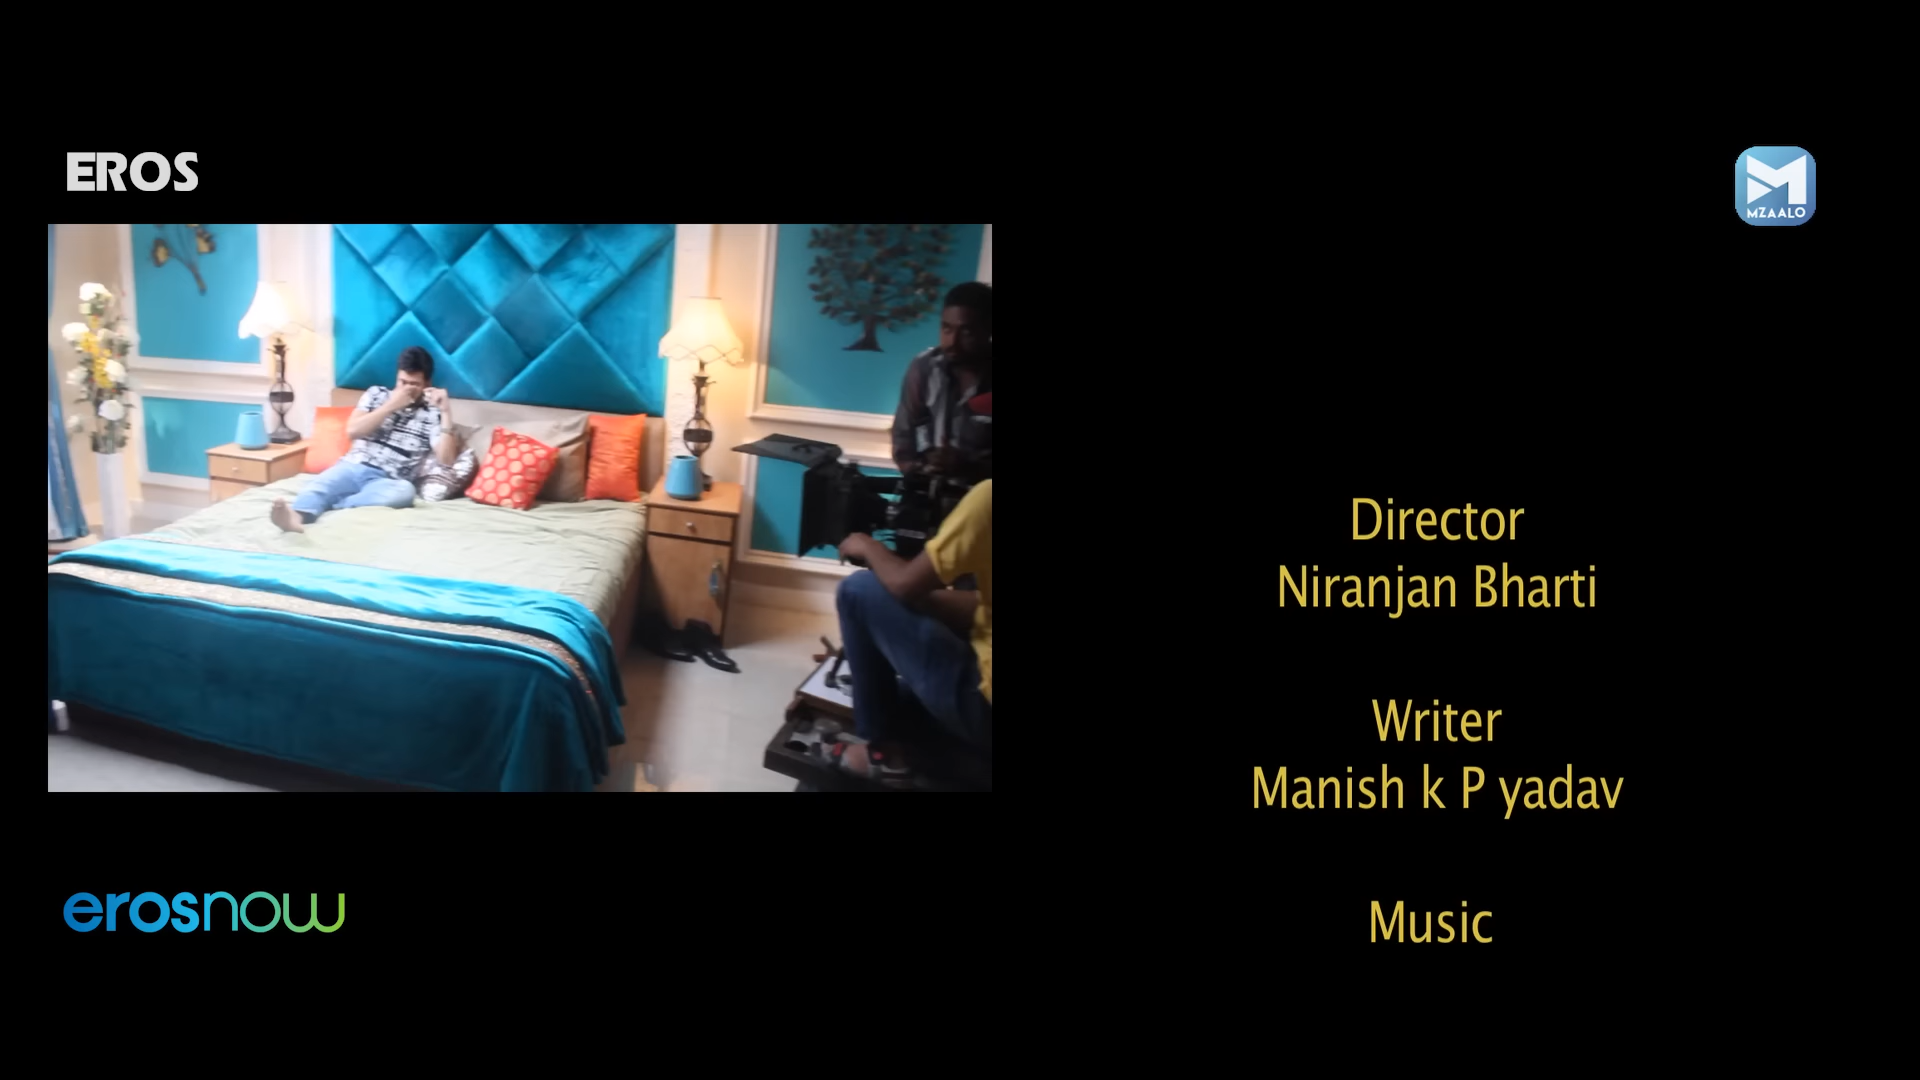 EROS
MZAALO
Director
Niranjan Bharti
Writer
Manish k P yadav
Music
erosnow